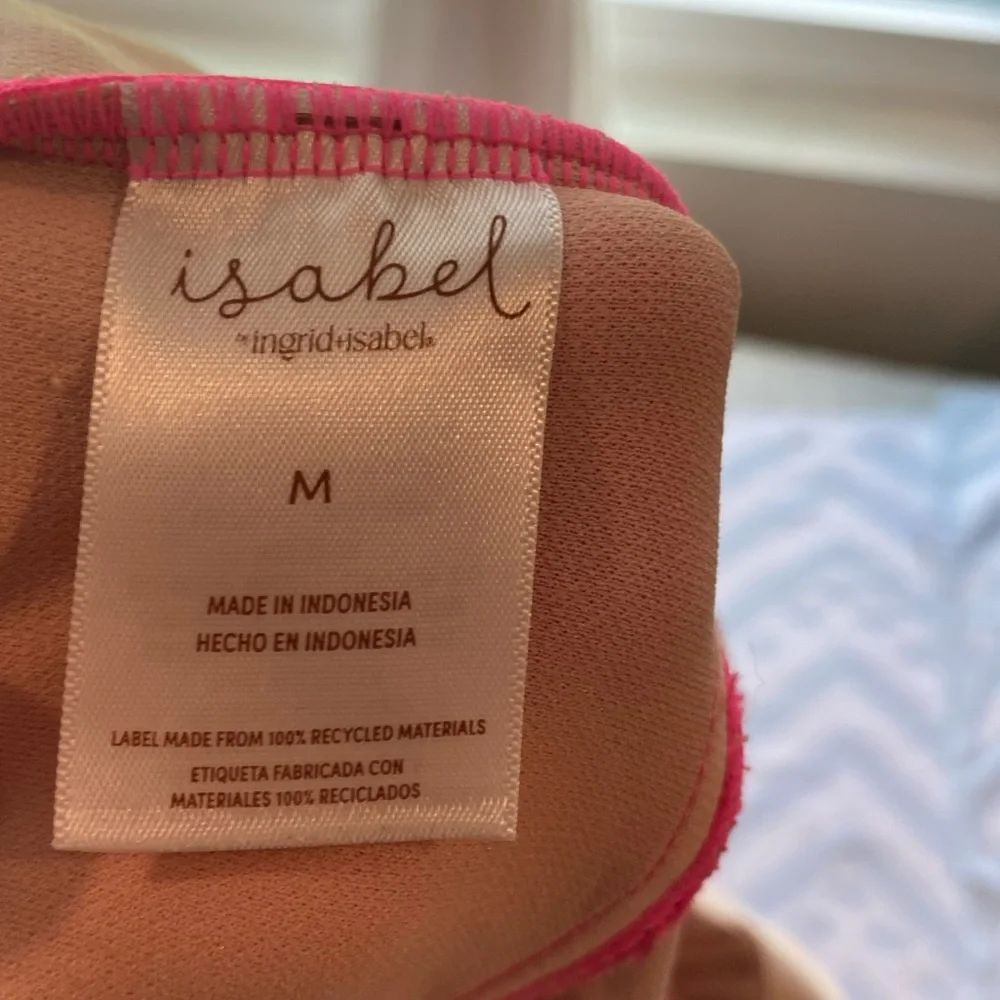 isabel
by ingrid+isabel®
M
MADE IN INDONESIA
HECHO EN INDONESIA
LABEL MADE FROM 100% RECYCLED MATERIALS
ETIQUETA FABRICADA CON
MATERIALES 100% RECICLADOS